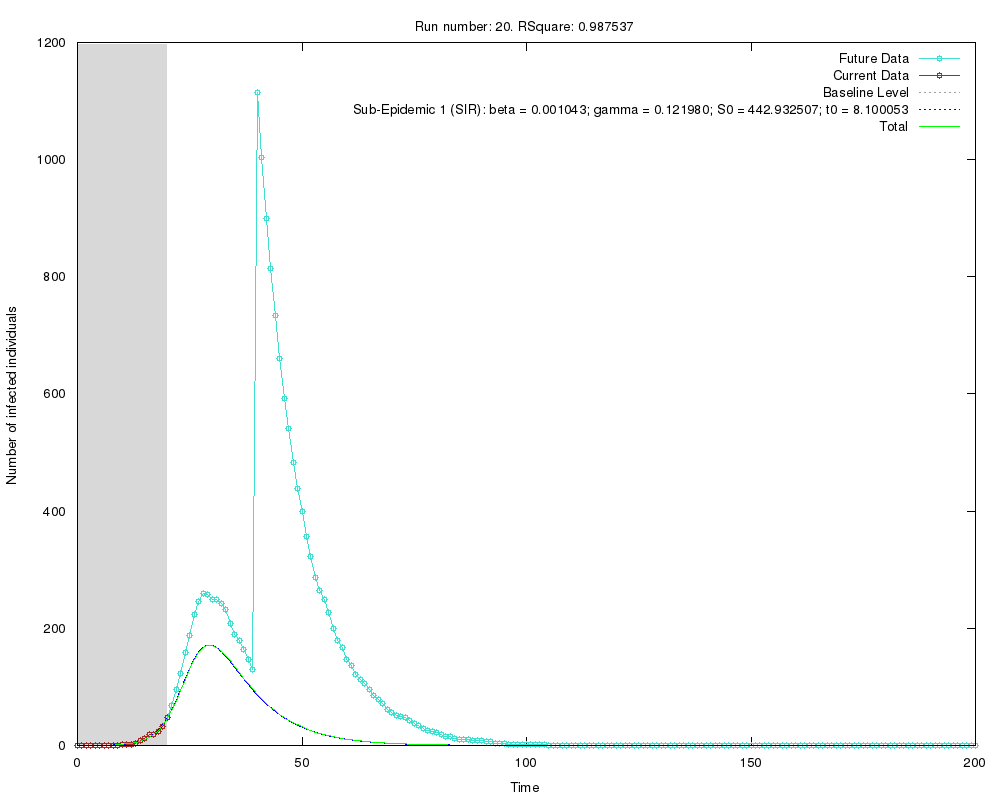 Run number: 20. RSquare: 0.987537
Future Data
Current Data
Baseline Level
Sub-Epidemic 1 (SIR): beta = 0.001043; gamma = 0.121980; S0 = 442.932507; t0 = 8.100053
Total
Number of infected individuals
1200
1000
800
600
400
200
0
0 50 100 150 200
Time